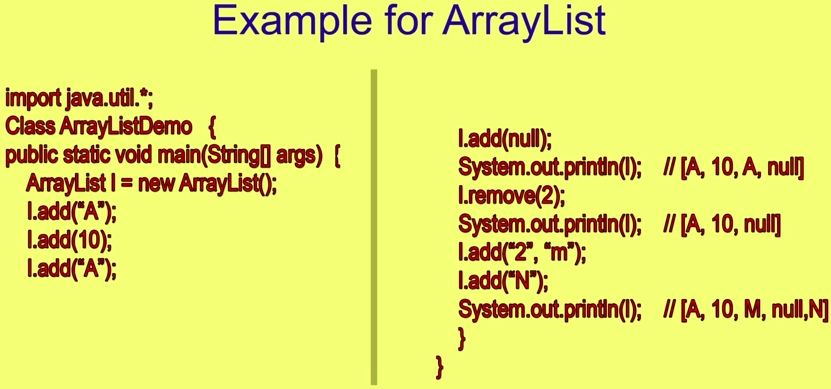 Example for ArrayList
import java.util.*;
Class ArrayListDemo {
public static void main(String[] args) {
ArrayList l = new ArrayList();
l.add(“A”);
l.add(10);
l.add(“A”);
l.add(null);
System.out.println(l); // [A, 10, A, null]
l.remove(2);
System.out.println(l); // [A, 10, null]
l.add(“2”, “m”);
l.add(“N”);
System.out.println(l); // [A, 10, M, null,N]
}
}